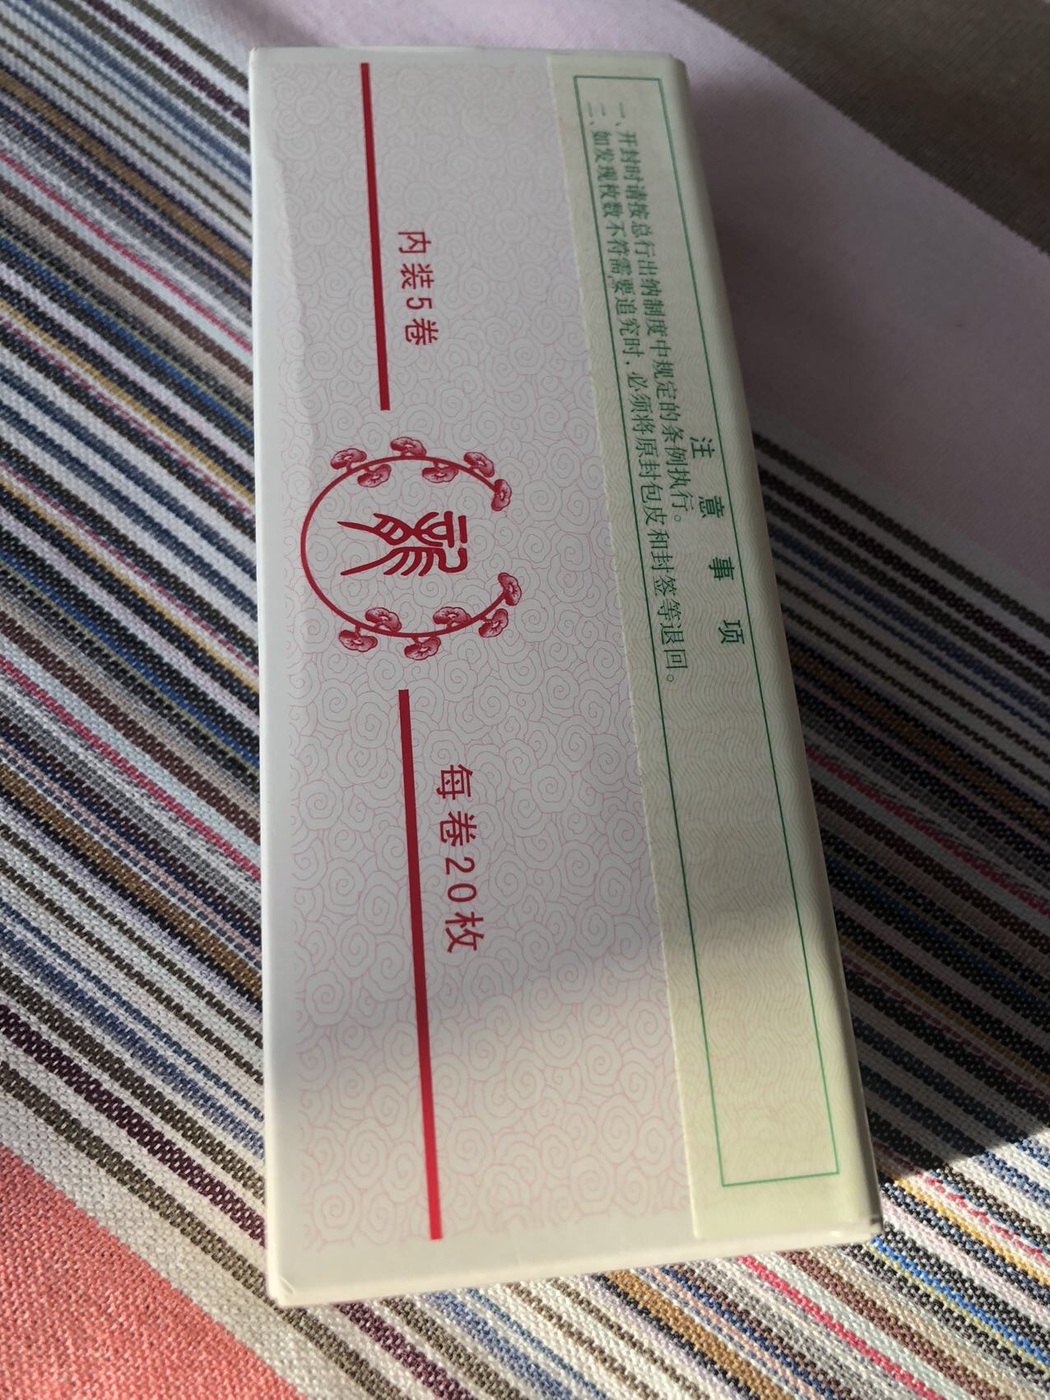 注意事项
一、开封时请按总行出纳制度中规定的条例执行。
二、如发现枚数不符需要追究时，必须将原封包皮和封签等退回。
内装5卷
每卷20枚